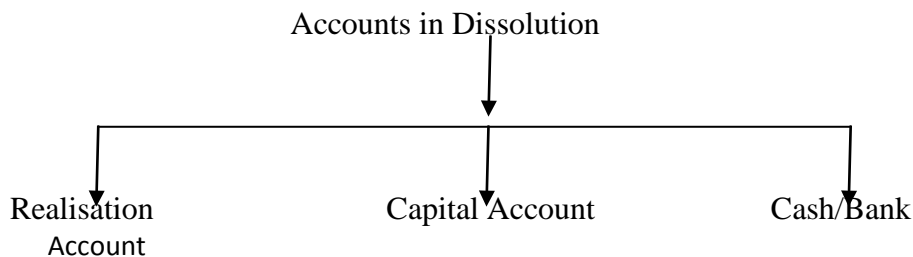 Accounts in Dissolution
Realisation Capital Account Cash/Bank
Account